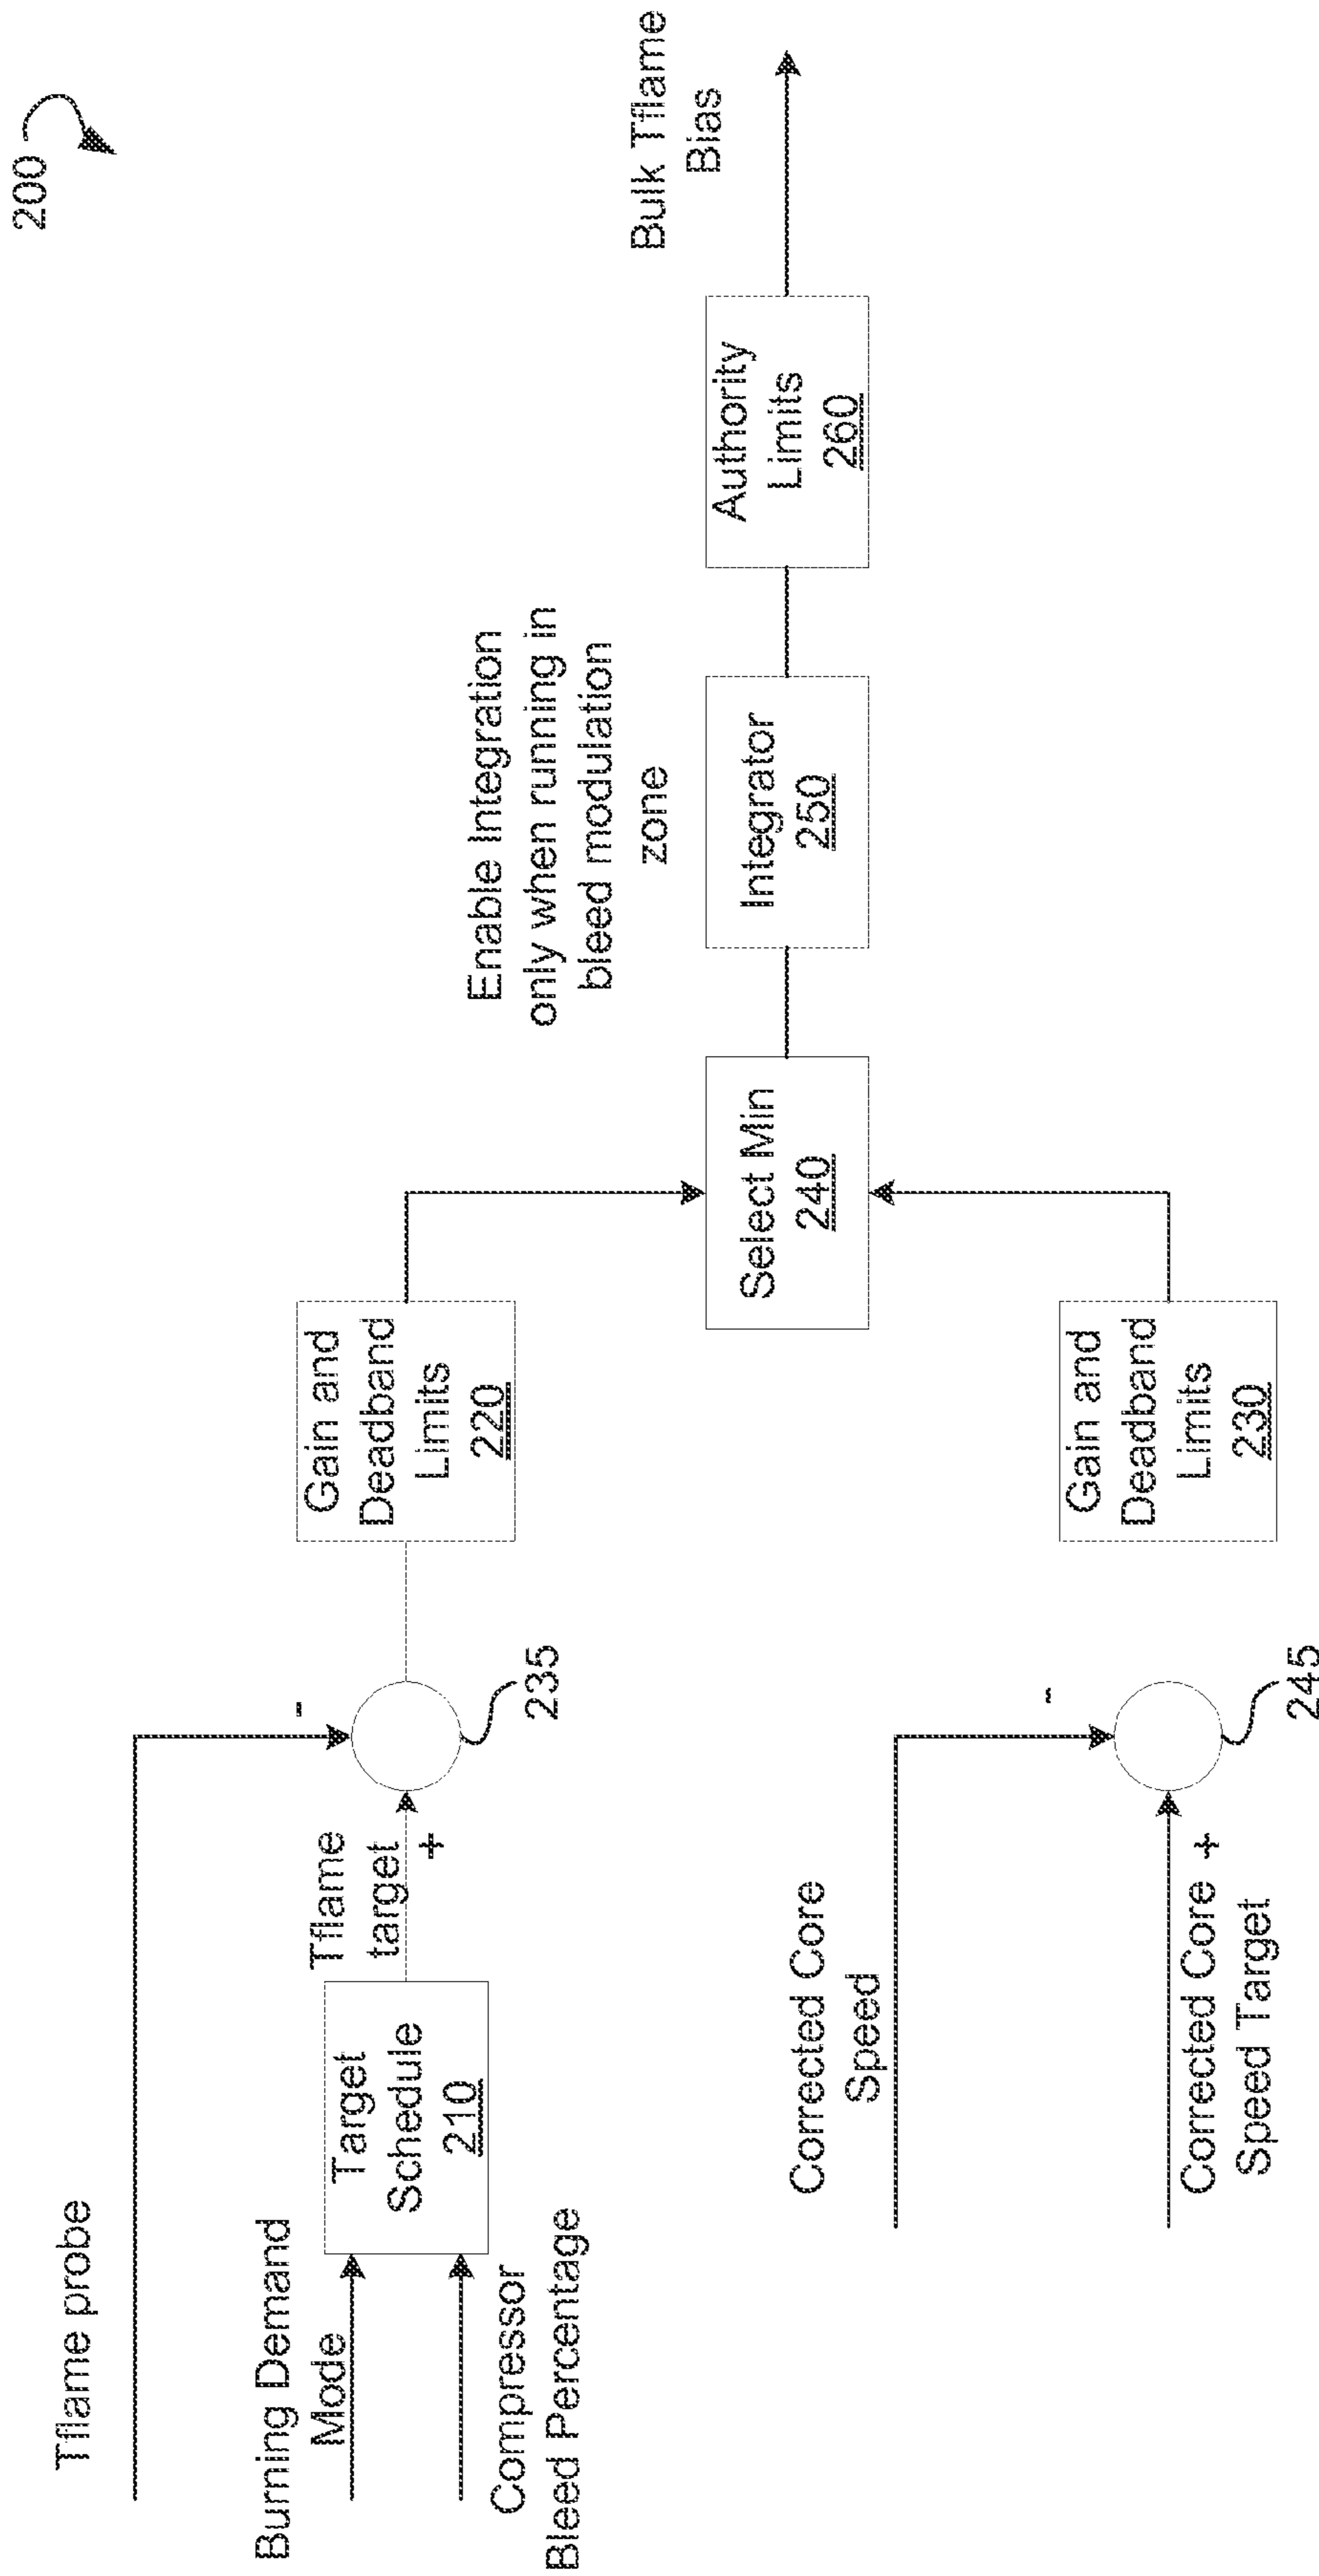 200
Tflame probe
Burning Demand
Mode
Compressor
Bleed Percentage
Target
Schedule
210
Tflame
target
+
-
235
Gain and
Deadband
Limits
220
Corrected Core
Speed
Corrected Core +
Speed Target
-
245
Gain and
Deadband
Limits
230
Select Min
240
Enable Integration
only when running in
bleed modulation
zone
Integrator
250
Authority
Limits
260
Bulk Tflame
Bias